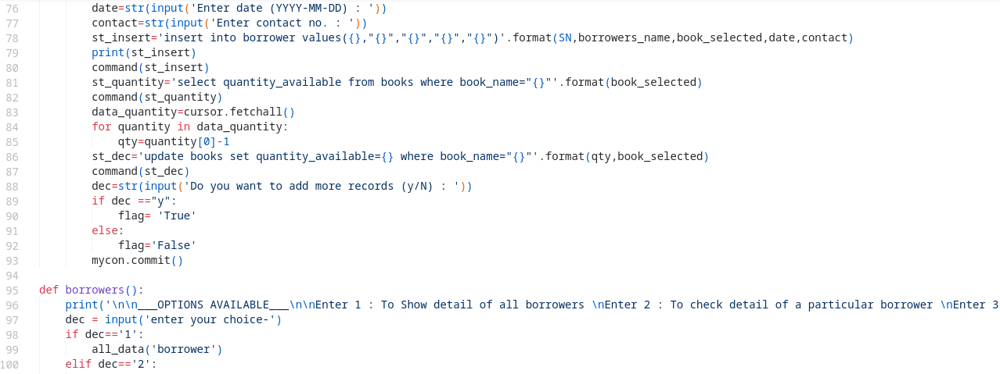 76 date=str(input('Enter date (YYYY-MM-DD) : '))
77 contact=str(input('Enter contact no. : '))
78 st_insert='insert into borrower values({},"{}","{}","{}","{}")'.format(SN,borrowers_name,book_selected,date,contact)
79 print(st_insert)
80 command(st_insert)
81 st_quantity='select quantity_available from books where book_name="{}"'.format(book_selected)
82 command(st_quantity)
83 data_quantity=cursor.fetchall()
84 for quantity in data_quantity:
85 qty=quantity[0]-1
86 st_dec='update books set quantity_available={} where book_name="{}"'.format(qty,book_selected)
87 command(st_dec)
88 dec=str(input('Do you want to add more records (y/N) : '))
89 if dec =="y":
90 flag= 'True'
91 else:
92 flag='False'
93 mycon.commit()
94
95 def borrowers():
96 print('\n\n___OPTIONS AVAILABLE___\n\nEnter 1 : To Show detail of all borrowers \nEnter 2 : To check detail of a particular borrower \nEnter 3
97 dec = input('enter your choice-')
98 if dec=='1':
99 all_data('borrower')
100 elif dec=='2':